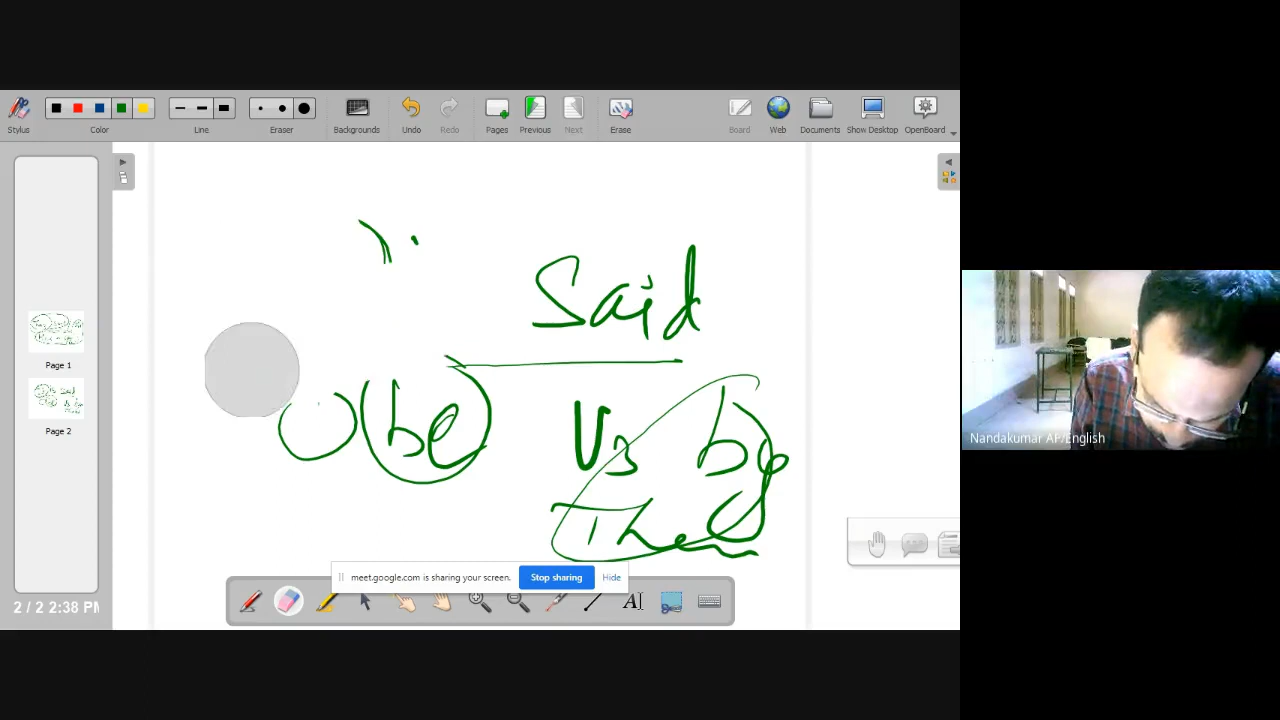 Stylus
Color
Line
Eraser
Backgrounds
Undo
Redo
Pages
Previous
Next
Erase
Board
Web
Documents
Show Desktop
OpenBoard
Said
be V3 by
Them
Page 1
Page 2
2 / 2 2:38 PM
meet.google.com is sharing your screen. Stop sharing Hide
Nandakumar AP/English